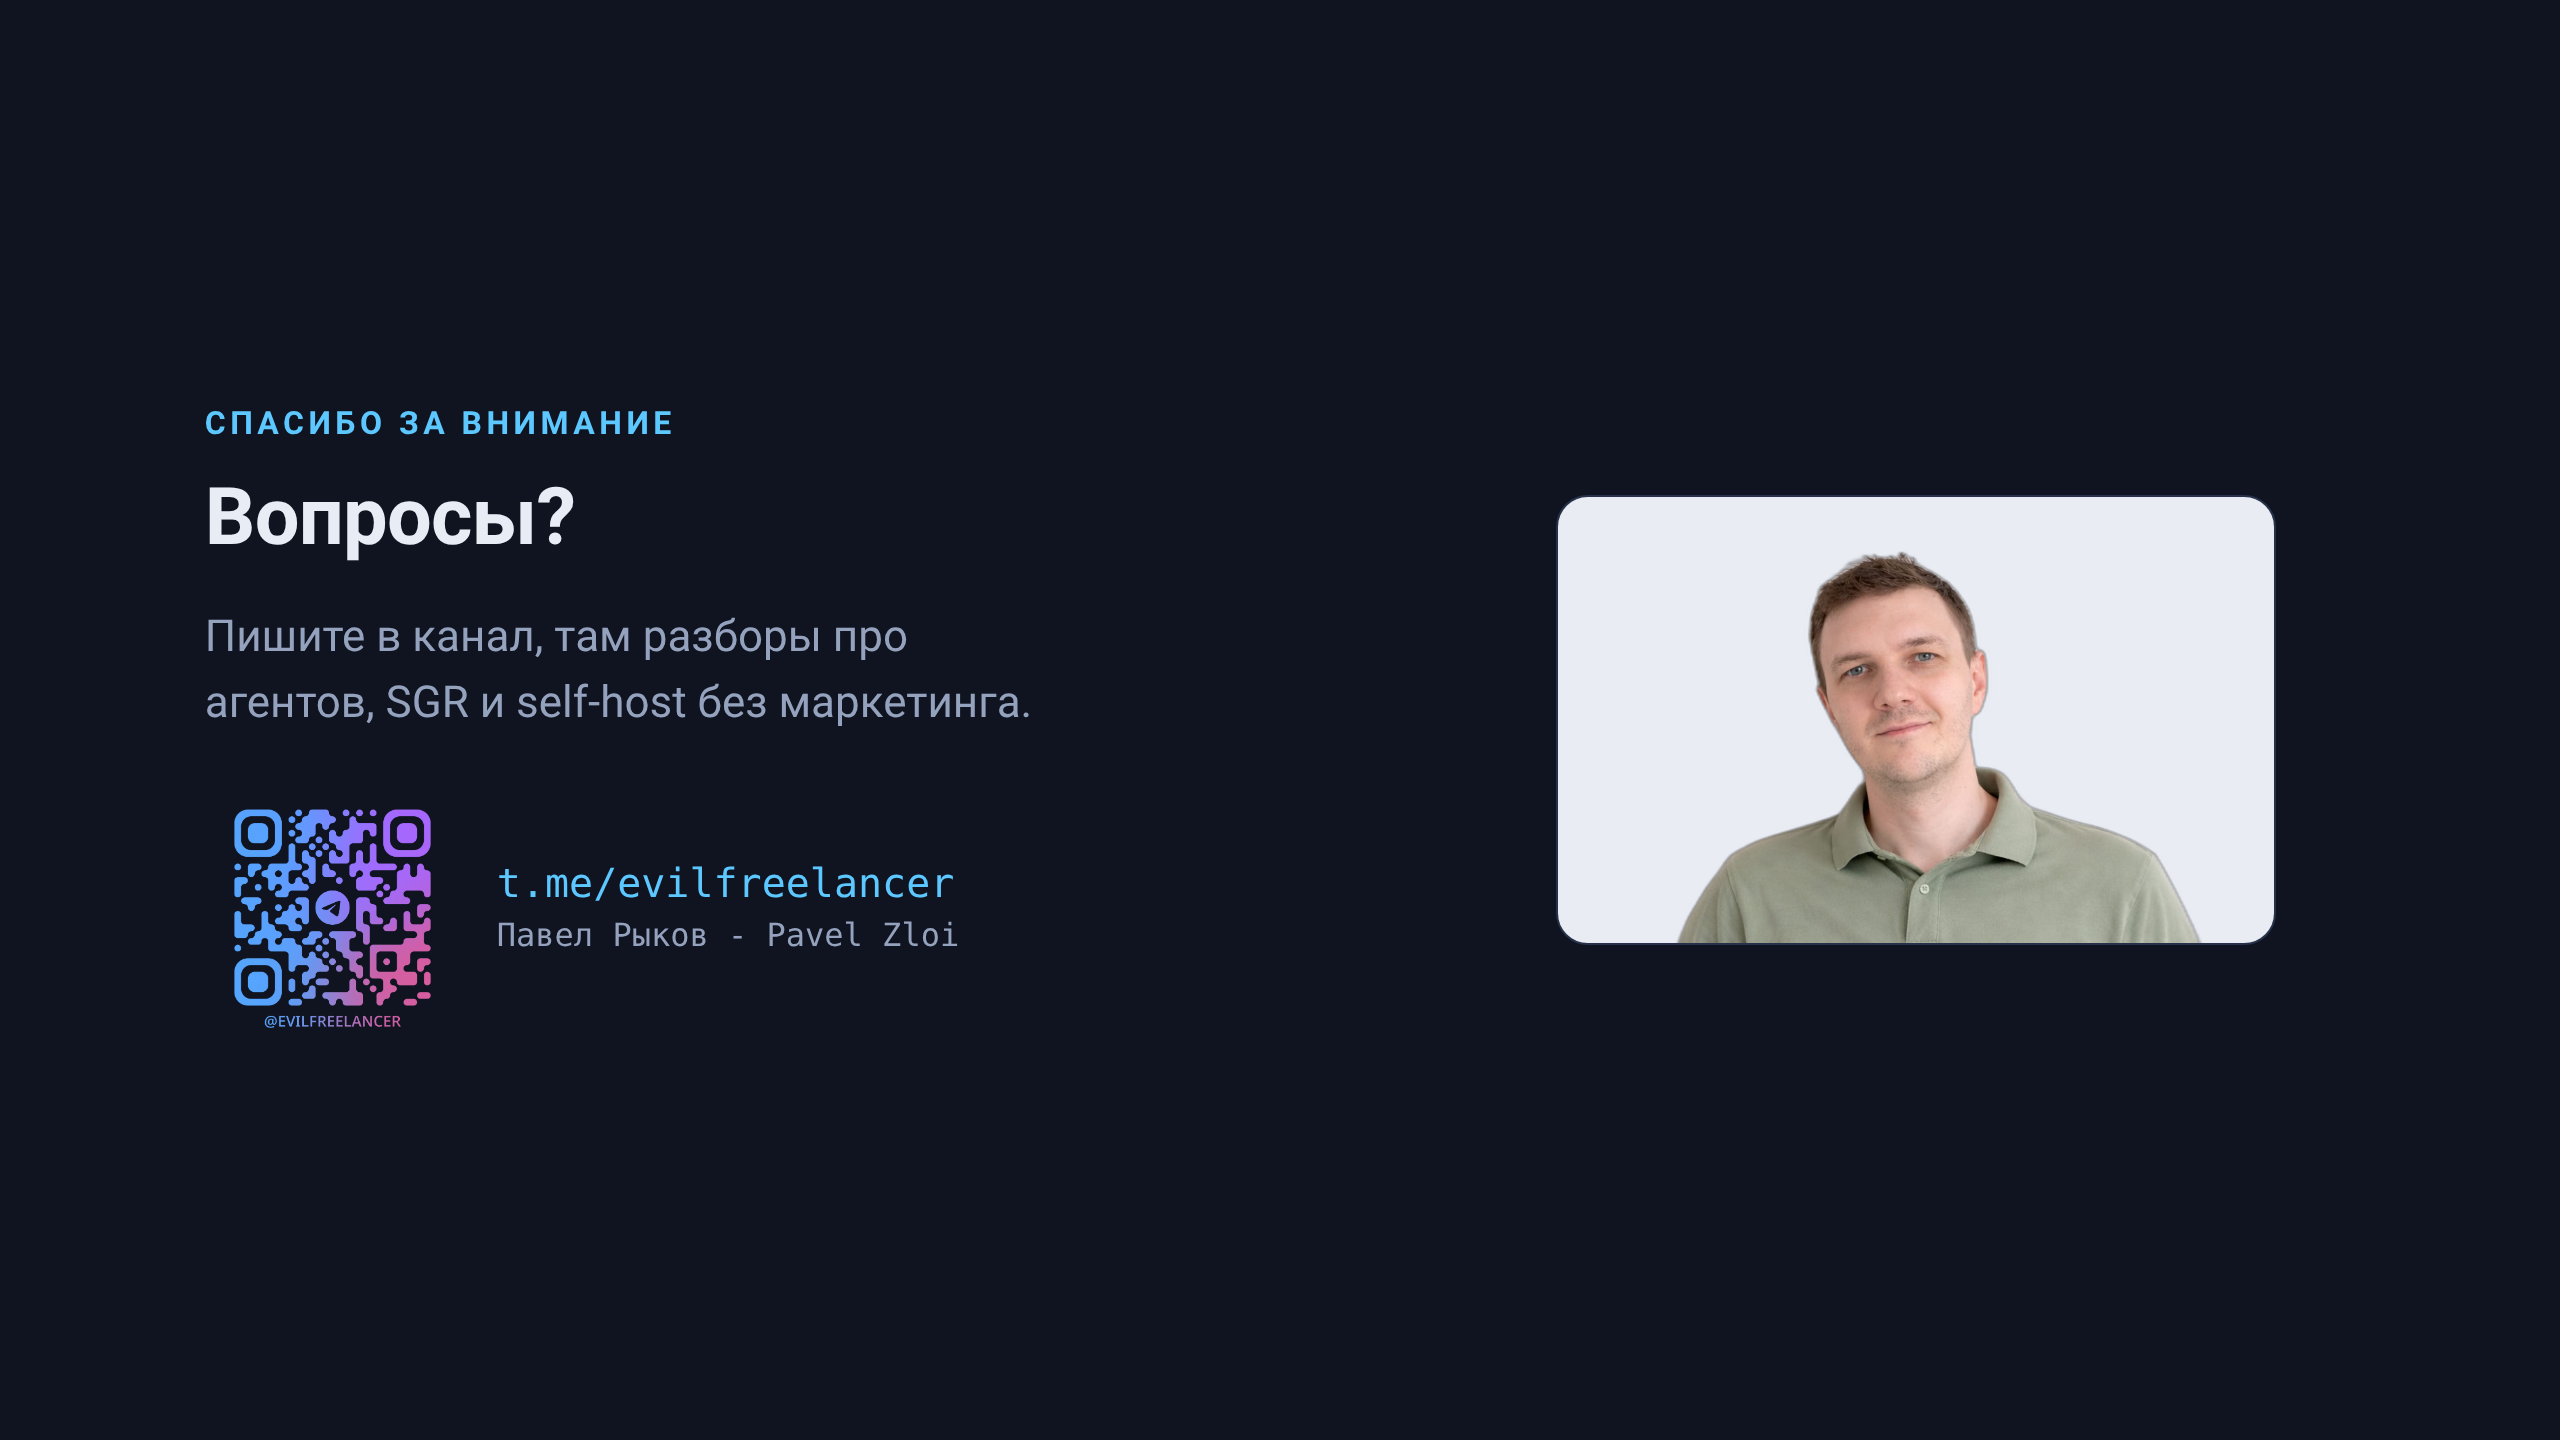 СПАСИБО ЗА ВНИМАНИЕ
Вопросы?
Пишите в канал, там разборы про
агентов, SGR и self-host без маркетинга.
t.me/evilfreelancer
Павел Рыков - Pavel Zloi
@EVILFREELANCER